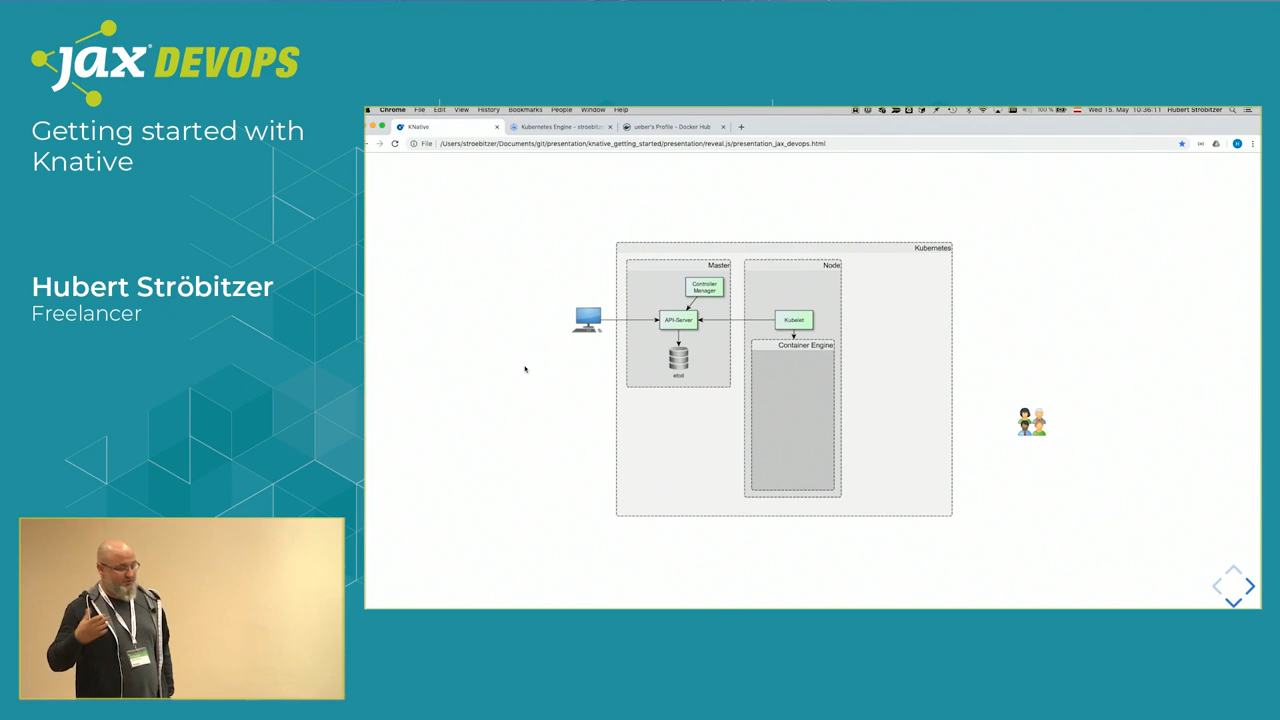 jax DEVOPS
Getting started with
Knative
Hubert Ströbitzer
Freelancer
Chrome File Edit View History Bookmarks People Window Help
100 % Wed 15. May 10:36:11 Hubert Ströbitzer
KNative
Kubernetes Engine - stroebitz
ueber's Profile - Docker Hub
File /Users/stroebitzer/Documents/git/presentation/knative_getting_started/presentation/reveal.js/presentation_jax_devops.html
Kubernetes
Master
Node
Controller
Manager
API-Server
Kubelet
Container Engine
etcd